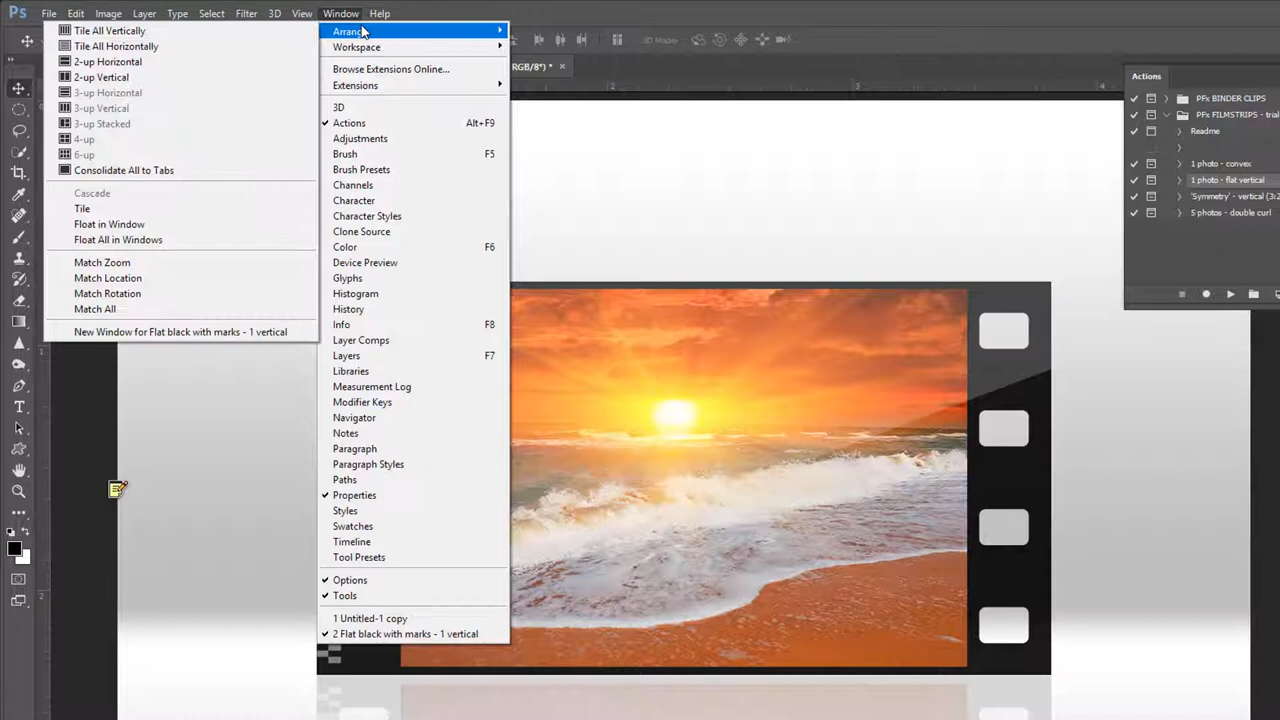 Ps File Edit Image Layer Type Select Filter 3D View Window Help
Tile All Vertically
Tile All Horizontally
2-up Horizontal
2-up Vertical
3-up Horizontal
3-up Vertical
3-up Stacked
4-up
6-up
Consolidate All to Tabs
Cascade
Tile
Float in Window
Float All in Windows
Match Zoom
Match Location
Match Rotation
Match All
New Window for Flat black with marks - 1 vertical
Workspace
Browse Extensions Online...
Extensions
3D
Actions Alt+F9
Adjustments
Brush F5
Brush Presets
Channels
Character
Character Styles
Clone Source
Color F6
Device Preview
Glyphs
Histogram
History
Info F8
Layer Comps
Layers F7
Libraries
Measurement Log
Modifier Keys
Navigator
Notes
Paragraph
Paragraph Styles
Paths
Properties
Styles
Swatches
Timeline
Tool Presets
Options
Tools
1 Untitled-1 copy
2 Flat black with marks - 1 vertical
3D Mode:
RGB/8*) *
2 3 4
1
2
Actions
PFx BINDER CLIPS
PFx FILMSTRIPS - trial
Readme
1 photo - convex
1 photo - flat vertical
'Symmetry' - vertical (3:2
5 photos - double curl